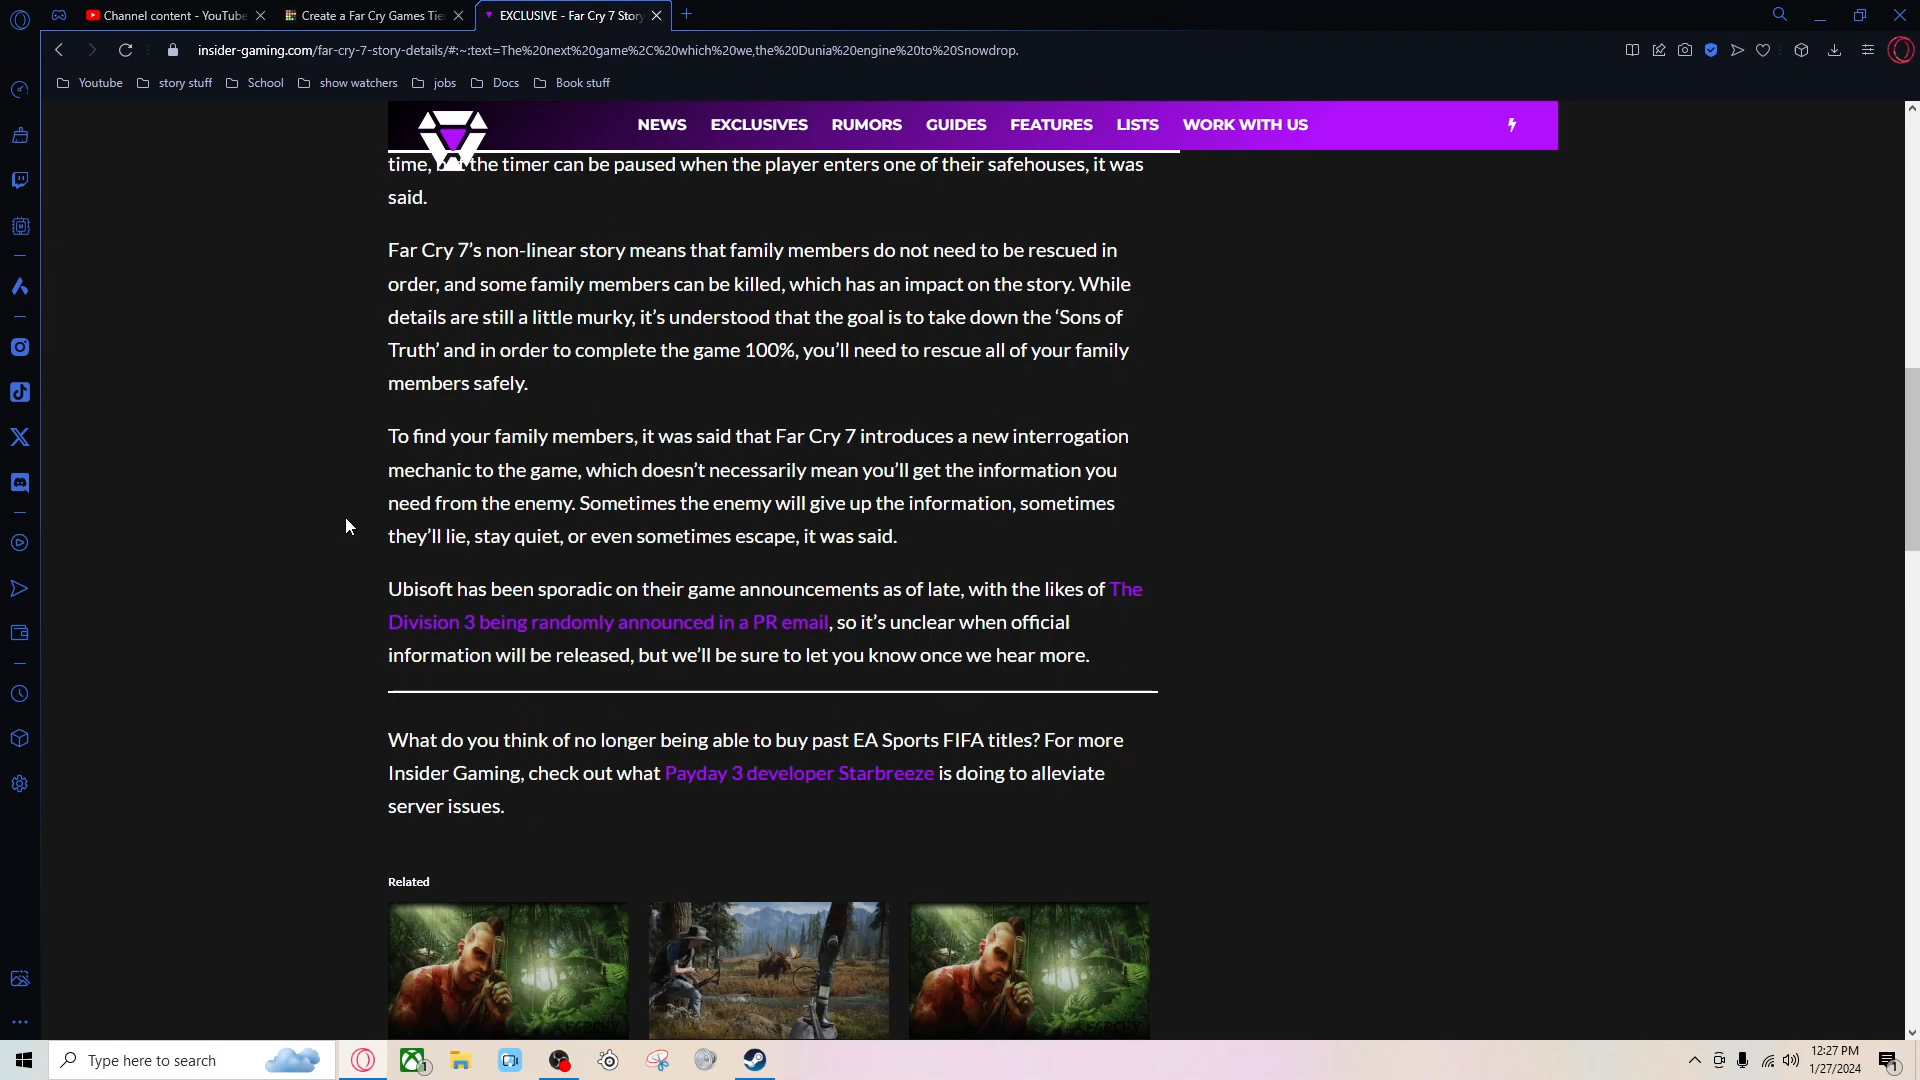 Channel content - YouTube
Create a Far Cry Games Tie
EXCLUSIVE - Far Cry 7 Story
insider-gaming.com/far-cry-7-story-details/#:~:text=The%20next%20game%2C%20which%20we,the%20Dunia%20engine%20to%20Snowdrop.
Youtube
story stuff
School
show watchers
jobs
Docs
Book stuff
NEWS EXCLUSIVES RUMORS GUIDES FEATURES LISTS WORK WITH US
time, but the timer can be paused when the player enters one of their safehouses, it was
said.
Far Cry 7’s non-linear story means that family members do not need to be rescued in
order, and some family members can be killed, which has an impact on the story. While
details are still a little murky, it’s understood that the goal is to take down the ‘Sons of
Truth’ and in order to complete the game 100%, you’ll need to rescue all of your family
members safely.
To find your family members, it was said that Far Cry 7 introduces a new interrogation
mechanic to the game, which doesn’t necessarily mean you’ll get the information you
need from the enemy. Sometimes the enemy will give up the information, sometimes
they’ll lie, stay quiet, or even sometimes escape, it was said.
Ubisoft has been sporadic on their game announcements as of late, with the likes of The
Division 3 being randomly announced in a PR email, so it’s unclear when official
information will be released, but we’ll be sure to let you know once we hear more.
What do you think of no longer being able to buy past EA Sports FIFA titles? For more
Insider Gaming, check out what Payday 3 developer Starbreeze is doing to alleviate
server issues.
Related
Type here to search
1
12:27 PM
1/27/2024
1